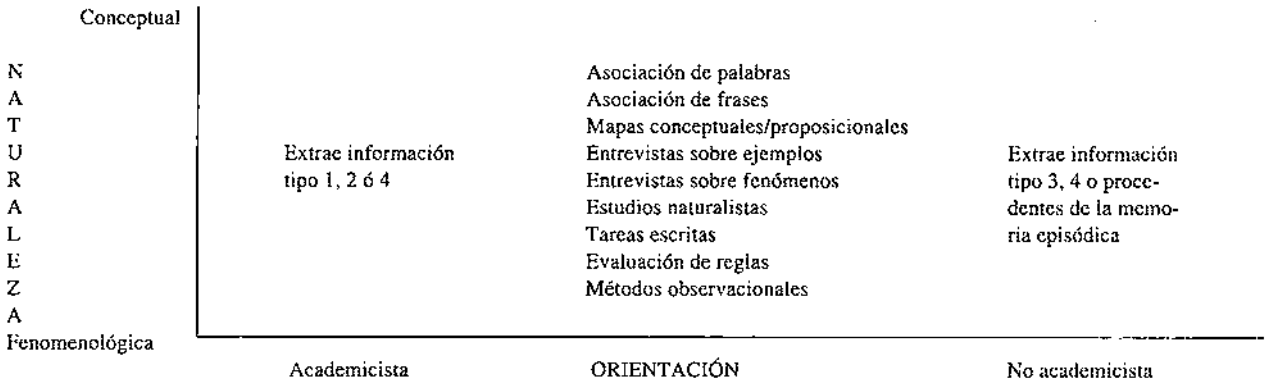 Conceptual
N
A
T
U
R
A
L
E
Z
A
Fenomenológica
Extrae información
tipo 1, 2 ó 4
Asociación de palabras
Asociación de frases
Mapas conceptuales/proposicionales
Entrevistas sobre ejemplos
Entrevistas sobre fenómenos
Estudios naturalistas
Tareas escritas
Evaluación de reglas
Métodos observacionales
Extrae información
tipo 3, 4 o proce-
dentes de la memo-
ria episódica
Academicista
ORIENTACIÓN
No academicista